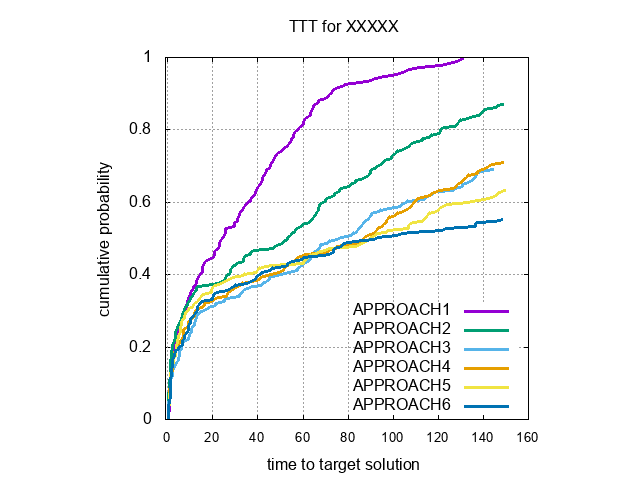 TTT for XXXXX
1
0.8
0.6
0.4
0.2
0
cumulative probability
APPROACH1
APPROACH2
APPROACH3
APPROACH4
APPROACH5
APPROACH6
0 20 40 60 80 100 120 140 160
time to target solution